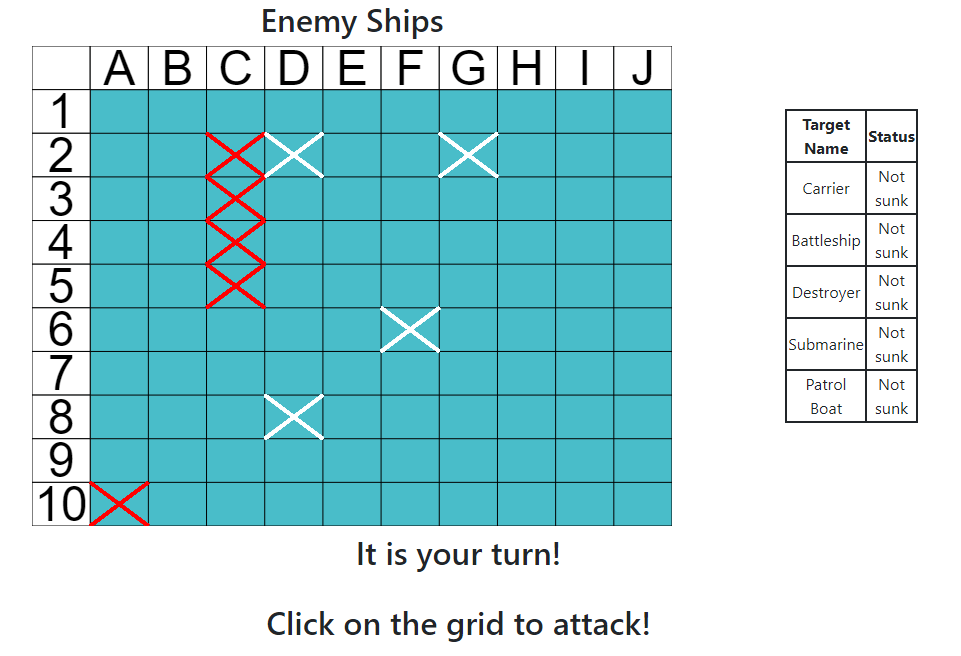 Enemy Ships
A B C D E F G H I J
1
2
3
4
5
6
7
8
9
10
Target
Name
Status
Carrier
Not
sunk
Battleship
Not
sunk
Destroyer
Not
sunk
Submarine
Not
sunk
Patrol
Boat
Not
sunk
It is your turn!
Click on the grid to attack!